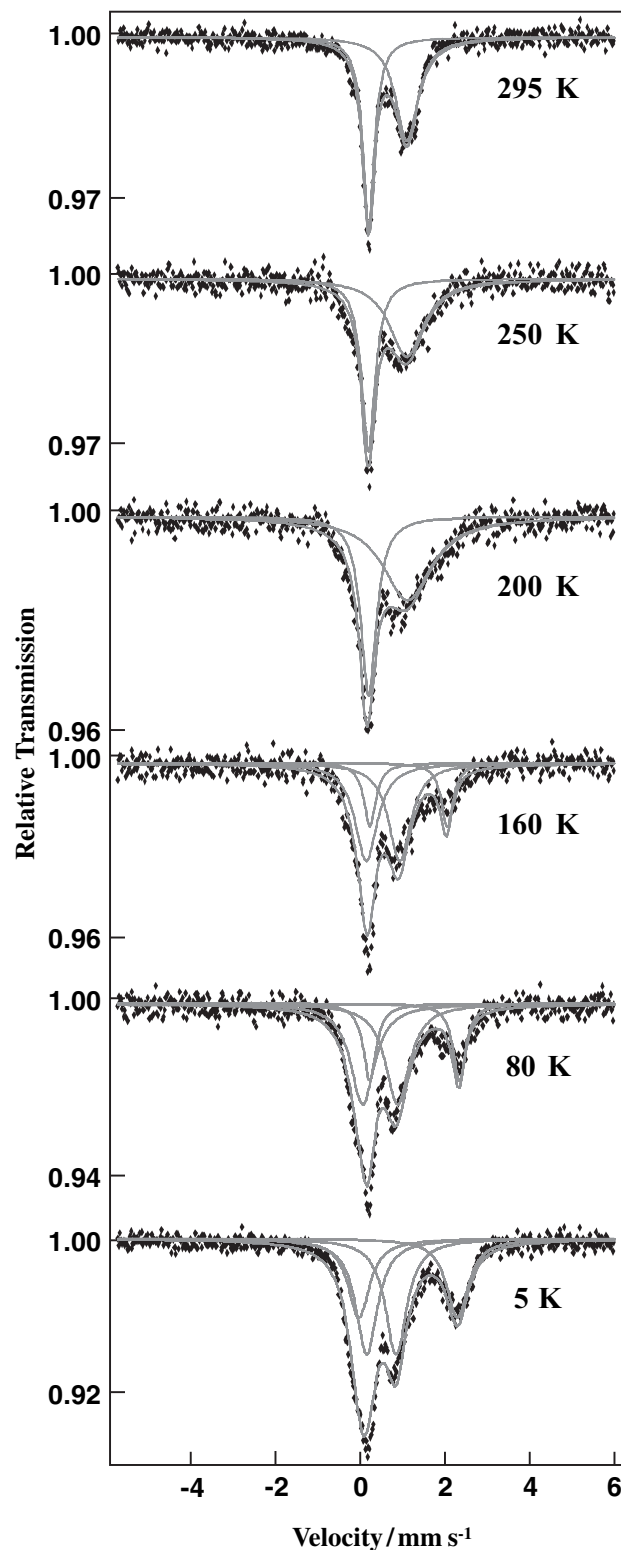 1.00
295 K
0.97
1.00
250 K
0.97
1.00
200 K
Relative Transmission
0.96
1.00
160 K
0.96
1.00
80 K
0.94
1.00
5 K
0.92
-4 -2 0 2 4 6
Velocity / mm s-1